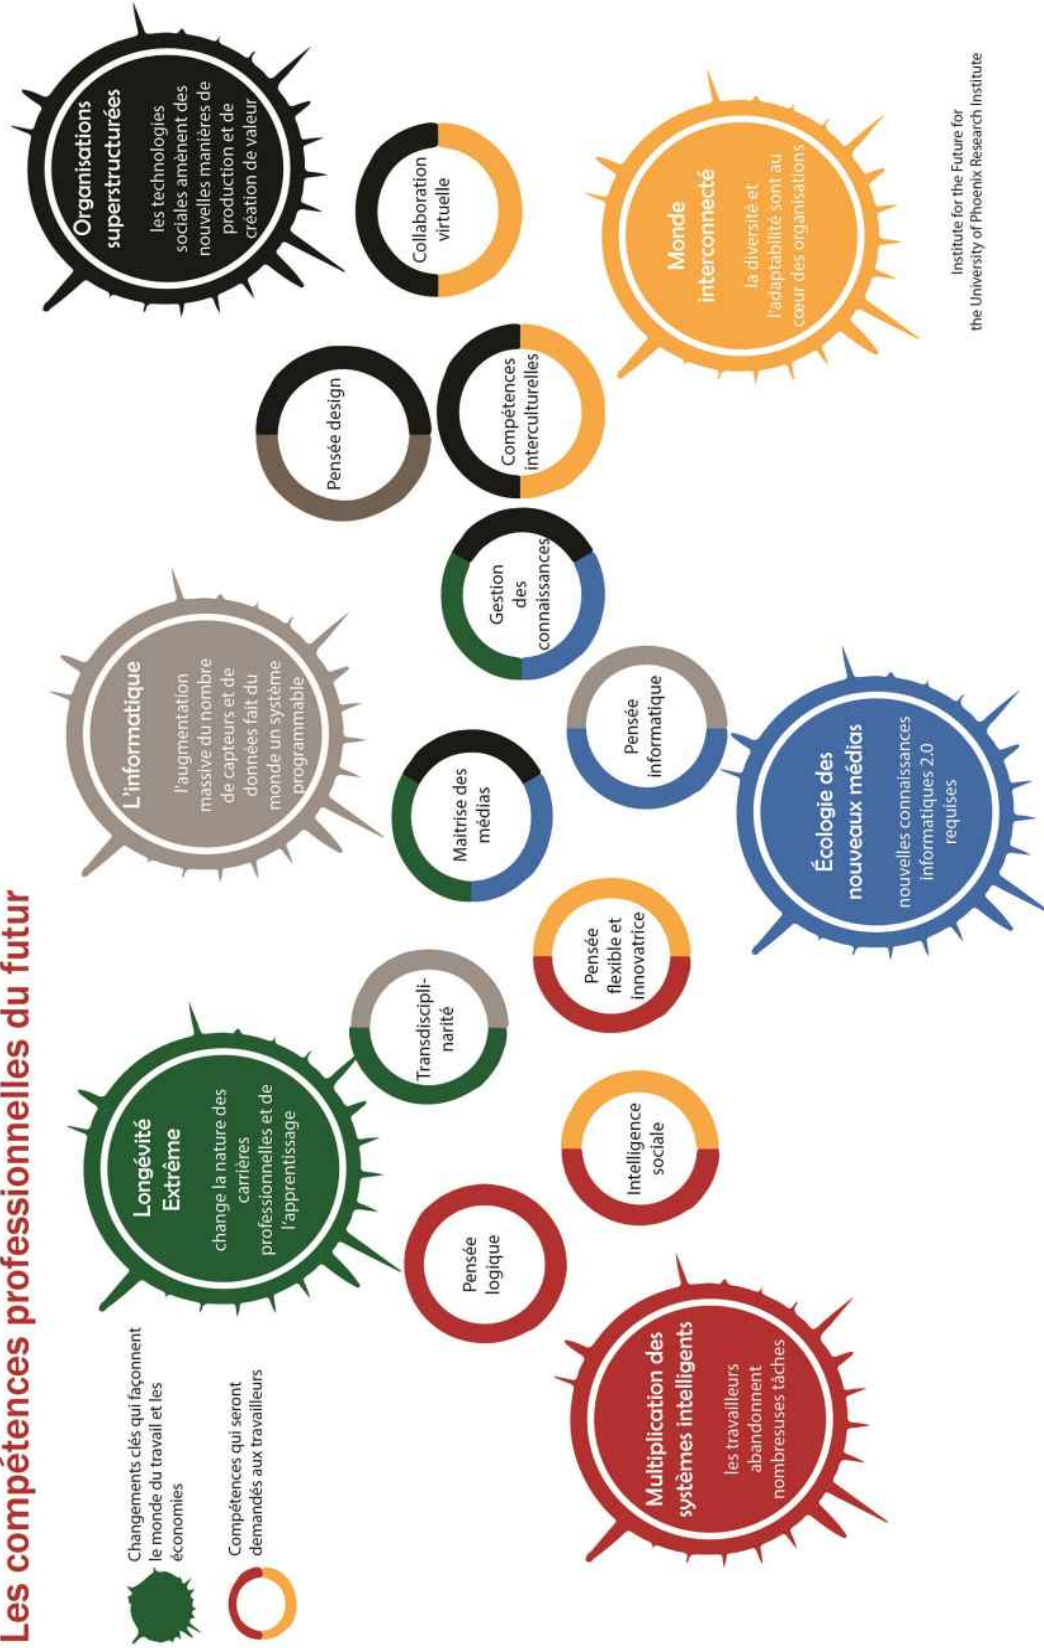 Les compétences professionnelles du futur
Changements clés qui façonnent
le monde du travail et les
économies
Compétences qui seront
demandés aux travailleurs
Longévité
Extrême
change la nature des
carrières
professionnelles et de
l'apprentissage
L'informatique
l'augmentation
massive du nombre
de capteurs et de
données fait du
monde un système
programmable
Organisations
superstructurées
les technologies
sociales amènent des
nouvelles manières de
production et de
création de valeur
Pensée
logique
Transdiscipli-
narité
Maitrise des
médias
Gestion
des
connaissances
Pensée design
Compétences
interculturelles
Collaboration
virtuelle
Intelligence
sociale
Pensée
flexible et
innovatrice
Pensée
informatique
Multiplication des
systèmes intelligents
les travailleurs
abandonnent
nombresuses tâches
Écologie des
nouveaux médias
nouvelles connaissances
informatiques 2.0
requises
Monde
interconnecté
la diversité et
l'adaptabilité sont au
cœur des organisations
Institute for the Future for
the University of Phoenix Research Institute